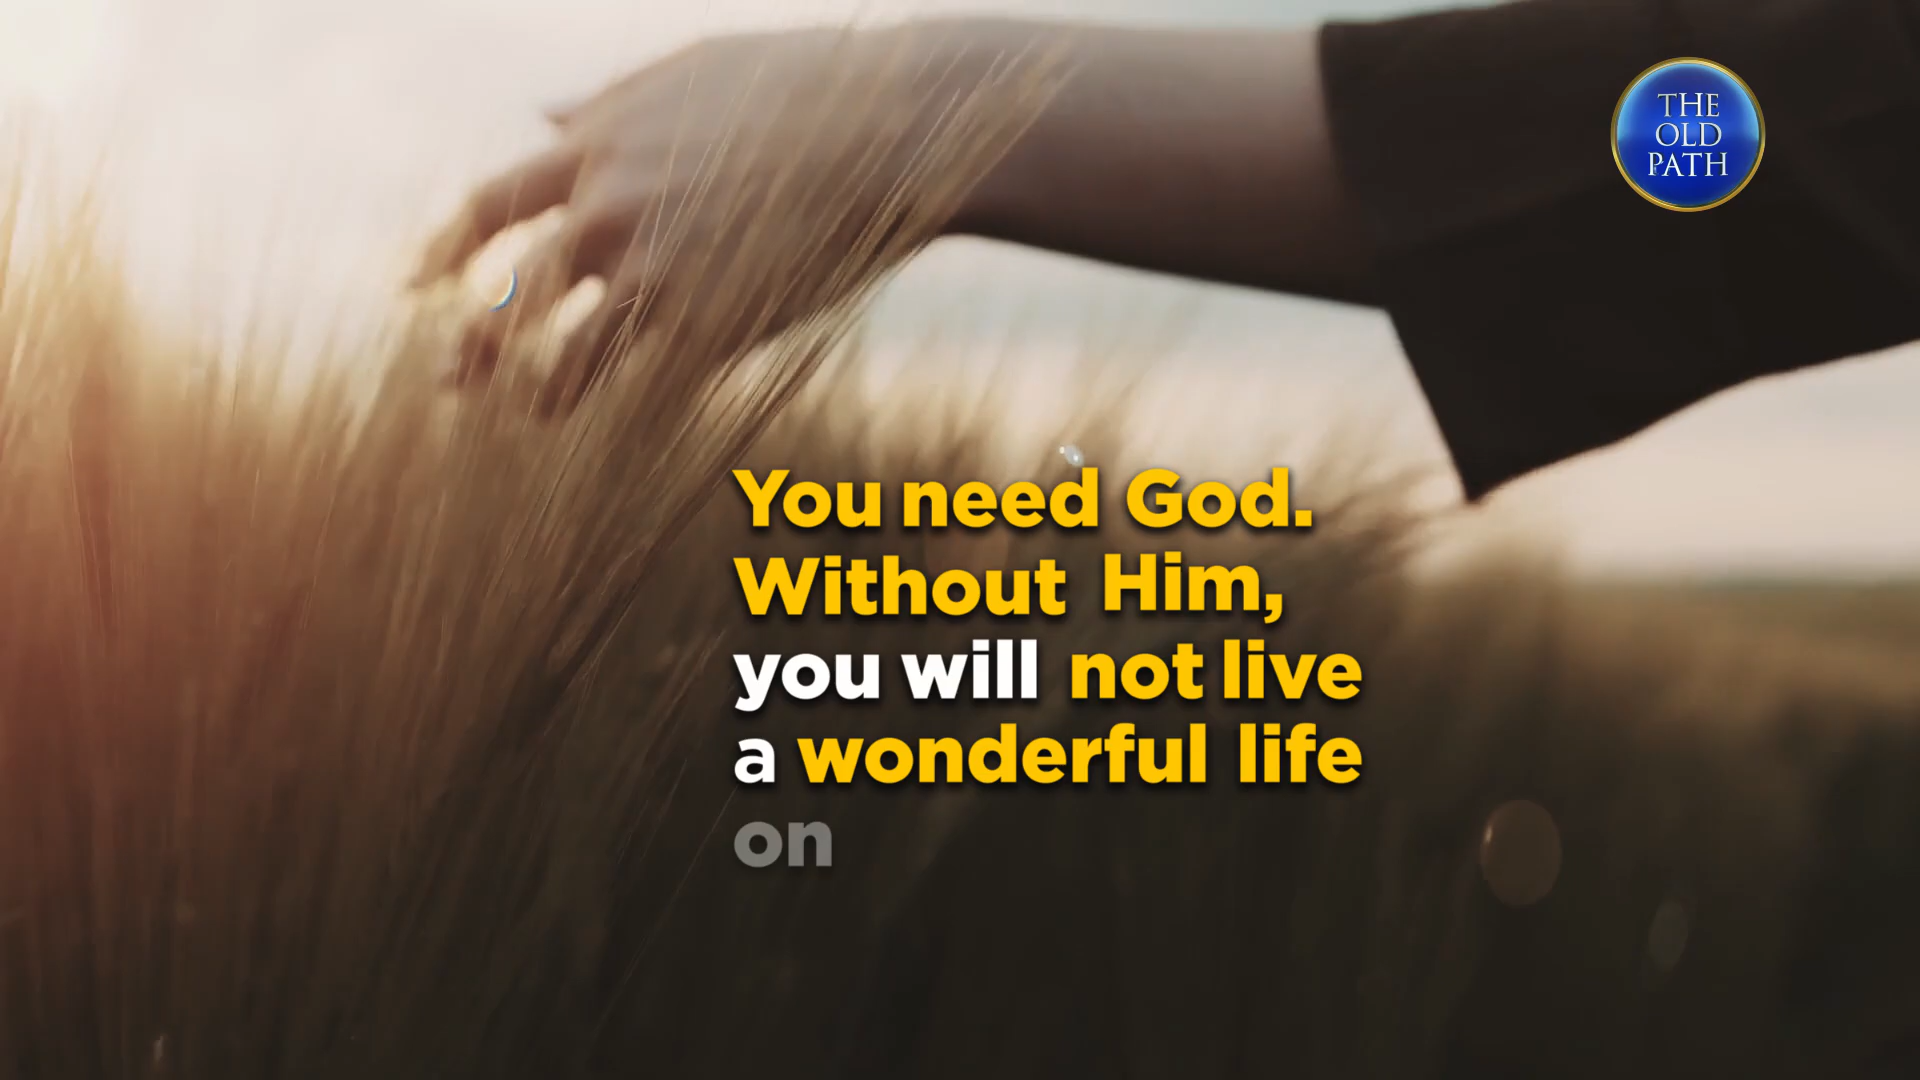 THE
OLD
PATH
You need God.
Without Him,
you will not live
a wonderful life
on